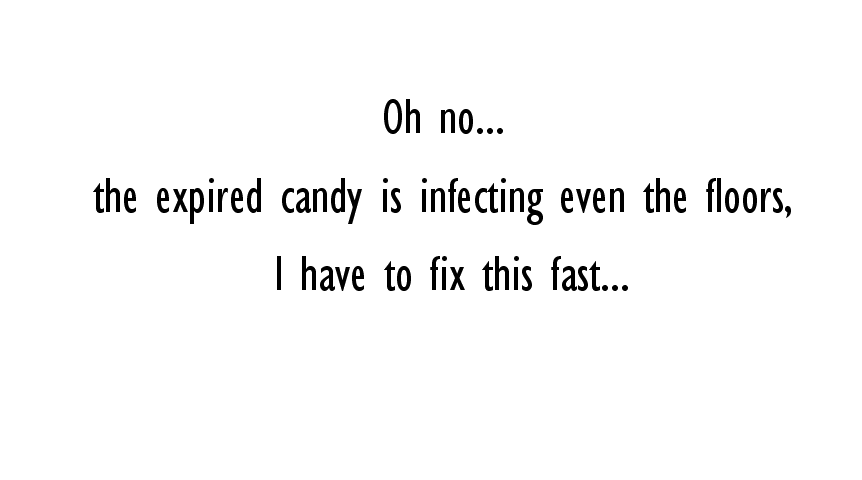 Oh no...
the expired candy is infecting even the floors,
I have to fix this fast...